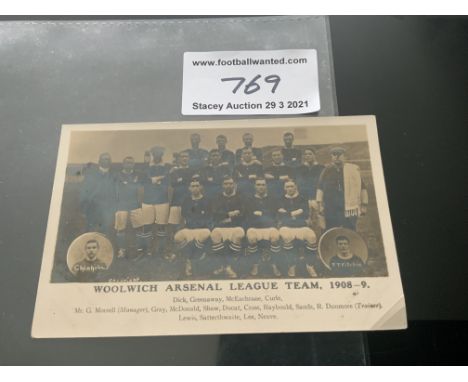 www.footballwanted.com
769
Stacey Auction 29 3 2021
WOOLWICH ARSENAL LEAGUE TEAM, 1908-9.
Dick, Greenaway, McEachrane, Curle,
Mr. G. Morrell (Manager), Gray, McDonald, Shaw, Ducat, Cross, Raybould, Sands, R. Dunmore (Trainer),
Lewis, Satterthwaite, Lee, Neave.